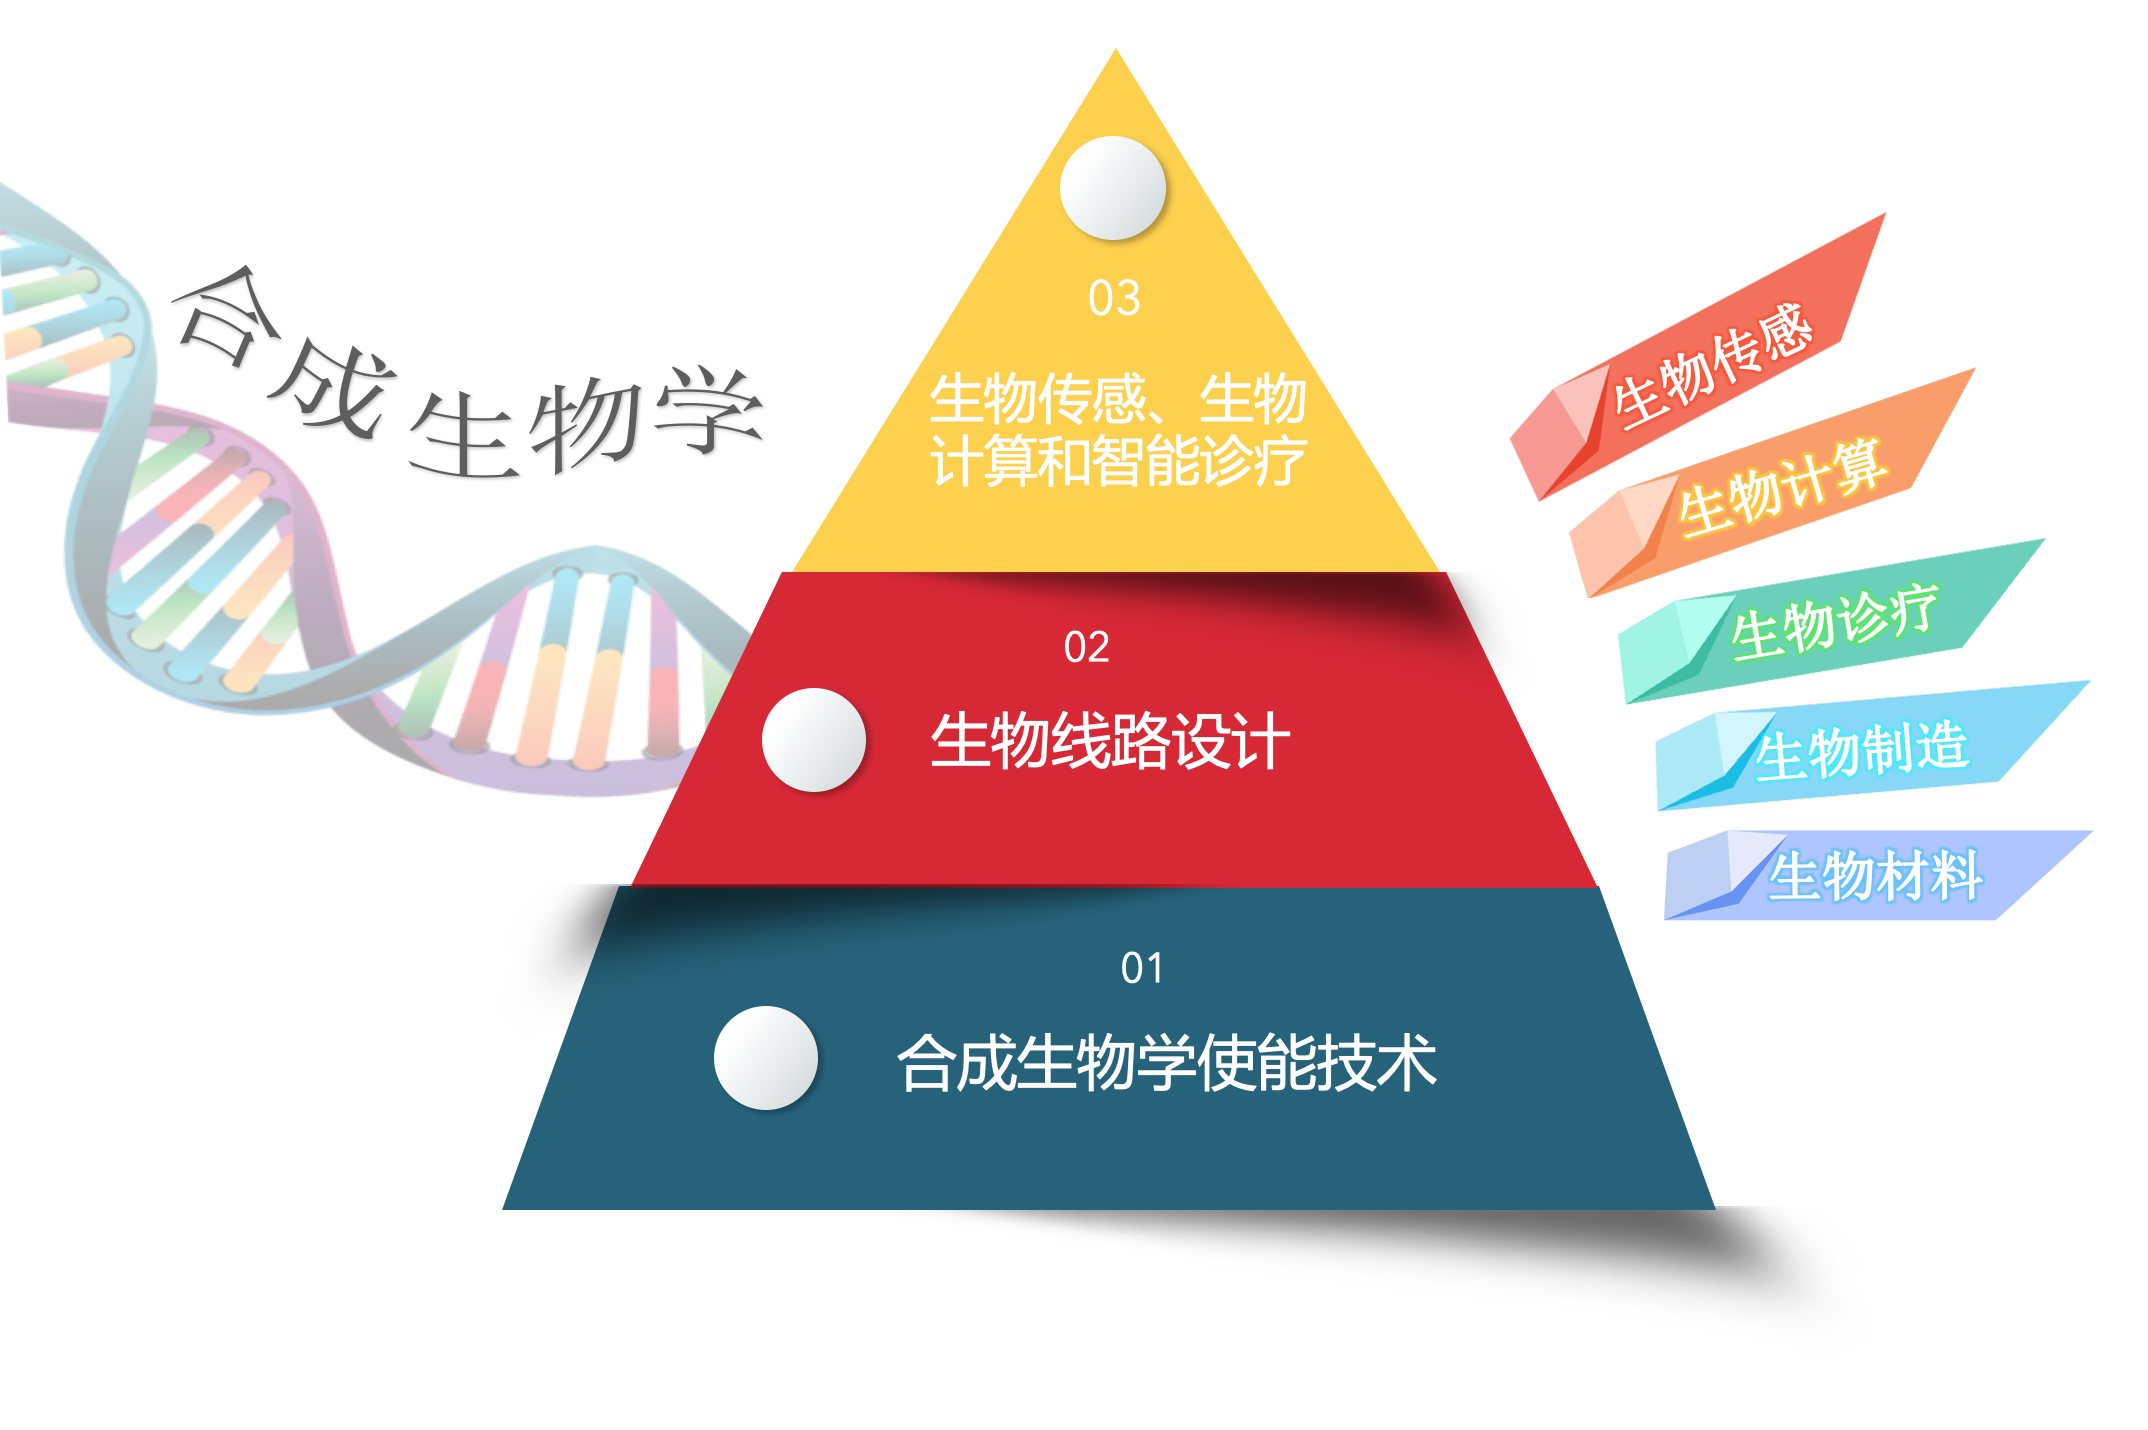 合成生物学
03
生物传感、生物
计算和智能诊疗
02
生物线路设计
01
合成生物学使能技术
生物传感
生物计算
生物诊疗
生物制造
生物材料